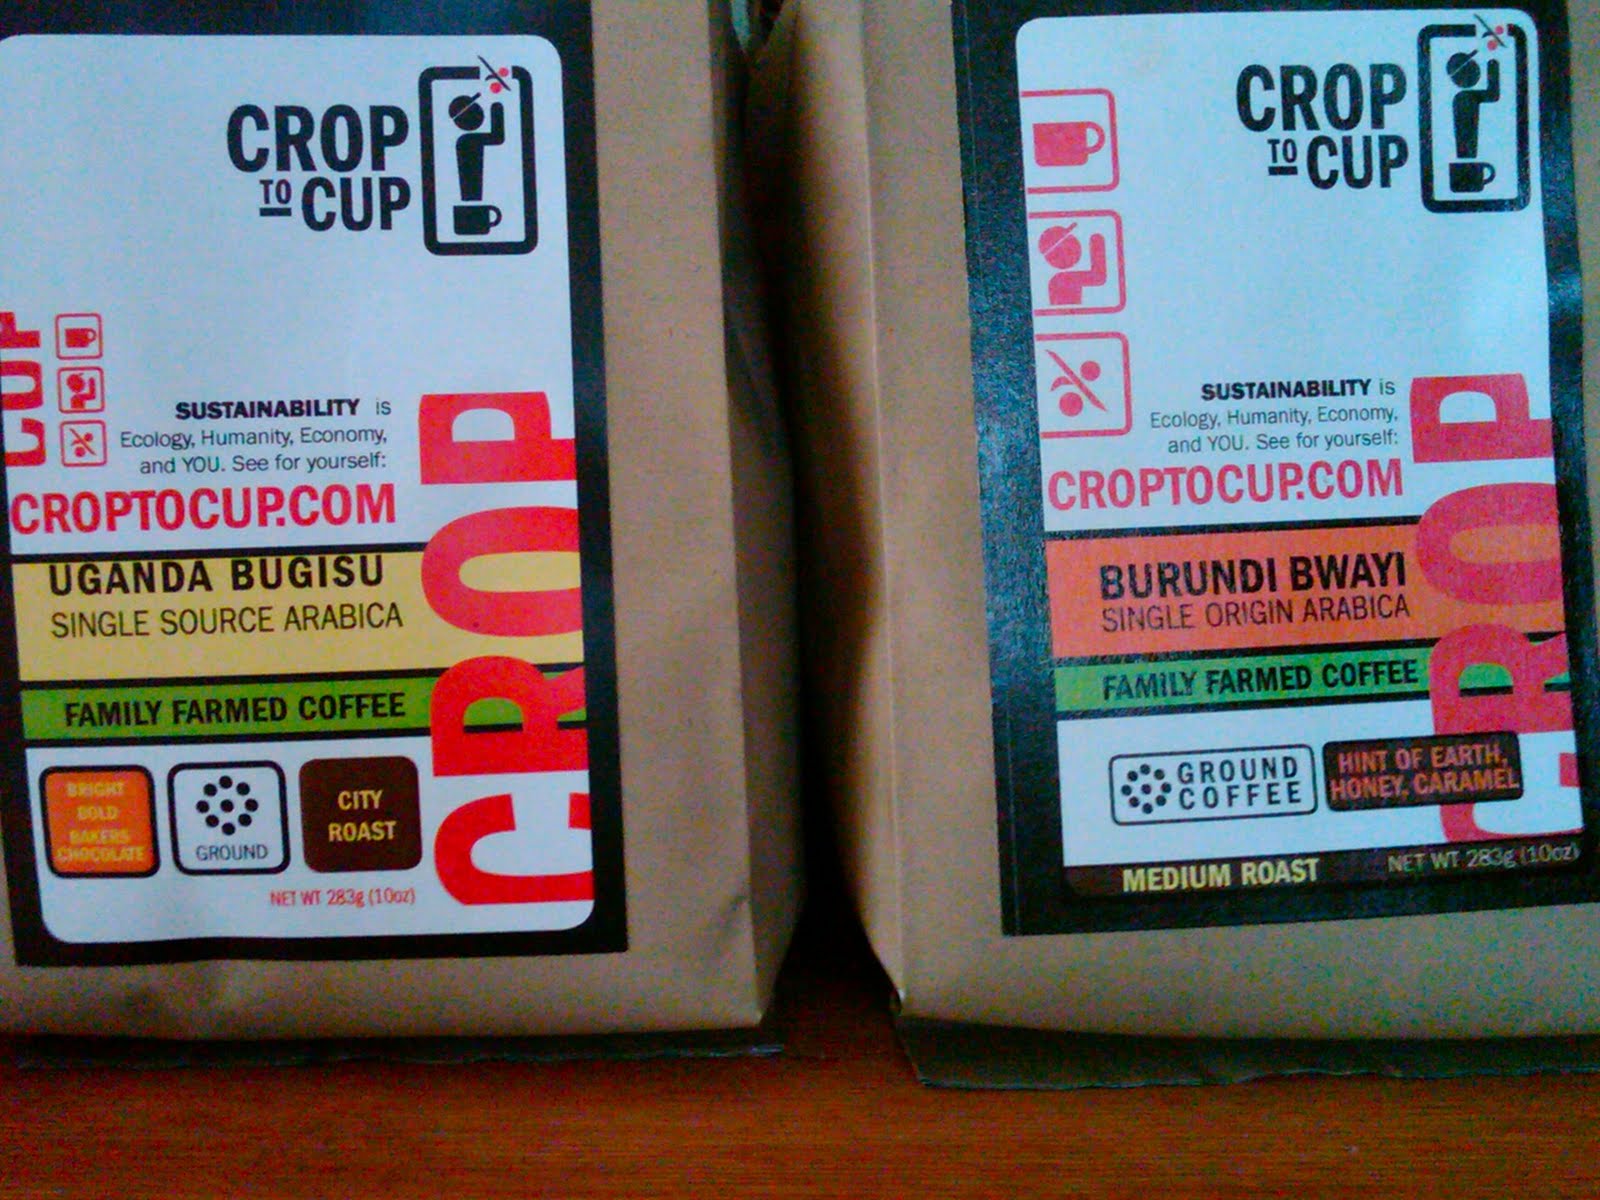 CROP
TO CUP
CUP
SUSTAINABILITY is
Ecology, Humanity, Economy,
and YOU. See for yourself:
CROPTOCUP.COM
CROP
UGANDA BUGISU
SINGLE SOURCE ARABICA
FAMILY FARMED COFFEE
BRIGHT
BOLD
BAKERS
CHOCOLATE
GROUND
CITY
ROAST
NET WT 283g (10oz)
CROP
TO CUP
SUSTAINABILITY is
Ecology, Humanity, Economy,
and YOU. See for yourself:
CROPTOCUP.COM
CROP
BURUNDI BWAYI
SINGLE ORIGIN ARABICA
FAMILY FARMED COFFEE
GROUND
COFFEE
HINT OF EARTH,
HONEY, CARAMEL
MEDIUM ROAST
NET WT 283g (10oz)